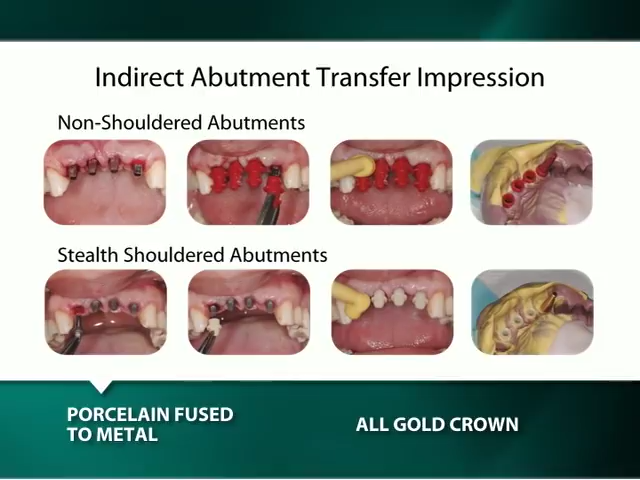 Indirect Abutment Transfer Impression
Non-Shouldered Abutments
Stealth Shouldered Abutments
PORCELAIN FUSED
TO METAL
ALL GOLD CROWN